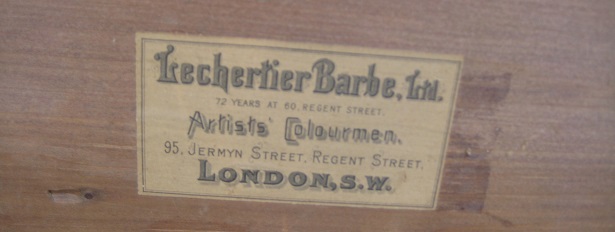 Lechertier Barbe, Ltd.
72 YEARS AT 60, REGENT STREET.
Artists' Colourmen,
95, JERMYN STREET, REGENT STREET,
LONDON, S.W.